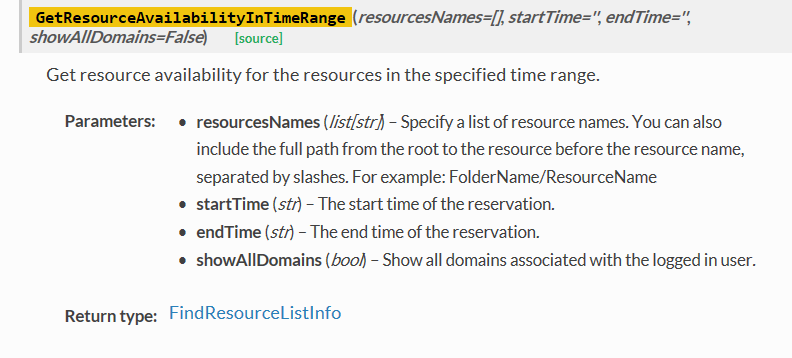 GetResourceAvailabilityInTimeRange(resourcesNames=[], startTime='', endTime='',
showAllDomains=False) [source]
Get resource availability for the resources in the specified time range.
Parameters: • resourcesNames (list[str]) – Specify a list of resource names. You can also
include the full path from the root to the resource before the resource name,
separated by slashes. For example: FolderName/ResourceName
• startTime (str) – The start time of the reservation.
• endTime (str) – The end time of the reservation.
• showAllDomains (bool) – Show all domains associated with the logged in user.
Return type: FindResourceListInfo